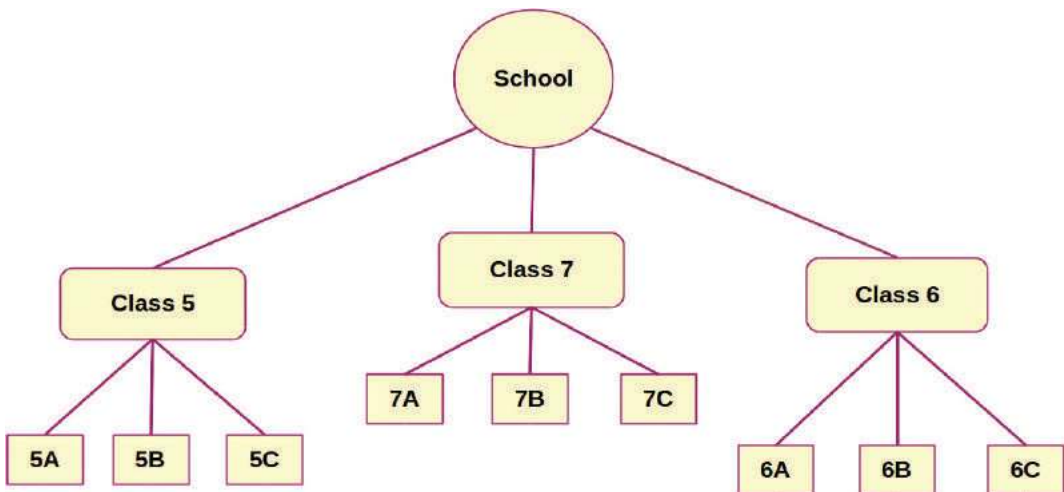 School
Class 5
Class 7
Class 6
5A
5B
5C
7A
7B
7C
6A
6B
6C